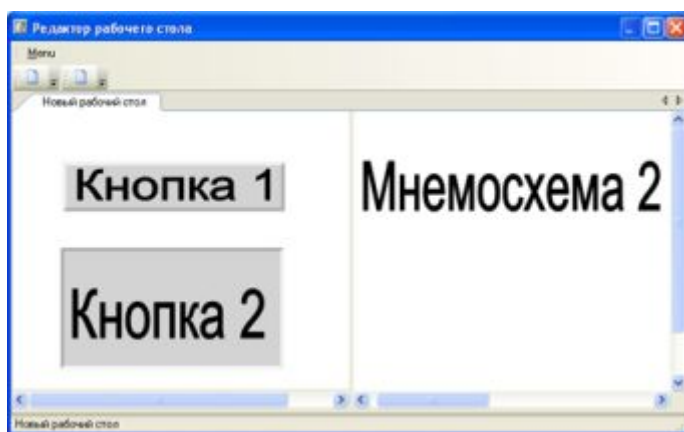 Редактор рабочего стола
Menu
Новый рабочий стол
Кнопка 1
Мнемосхема 2
Кнопка 2
Новый рабочий стол